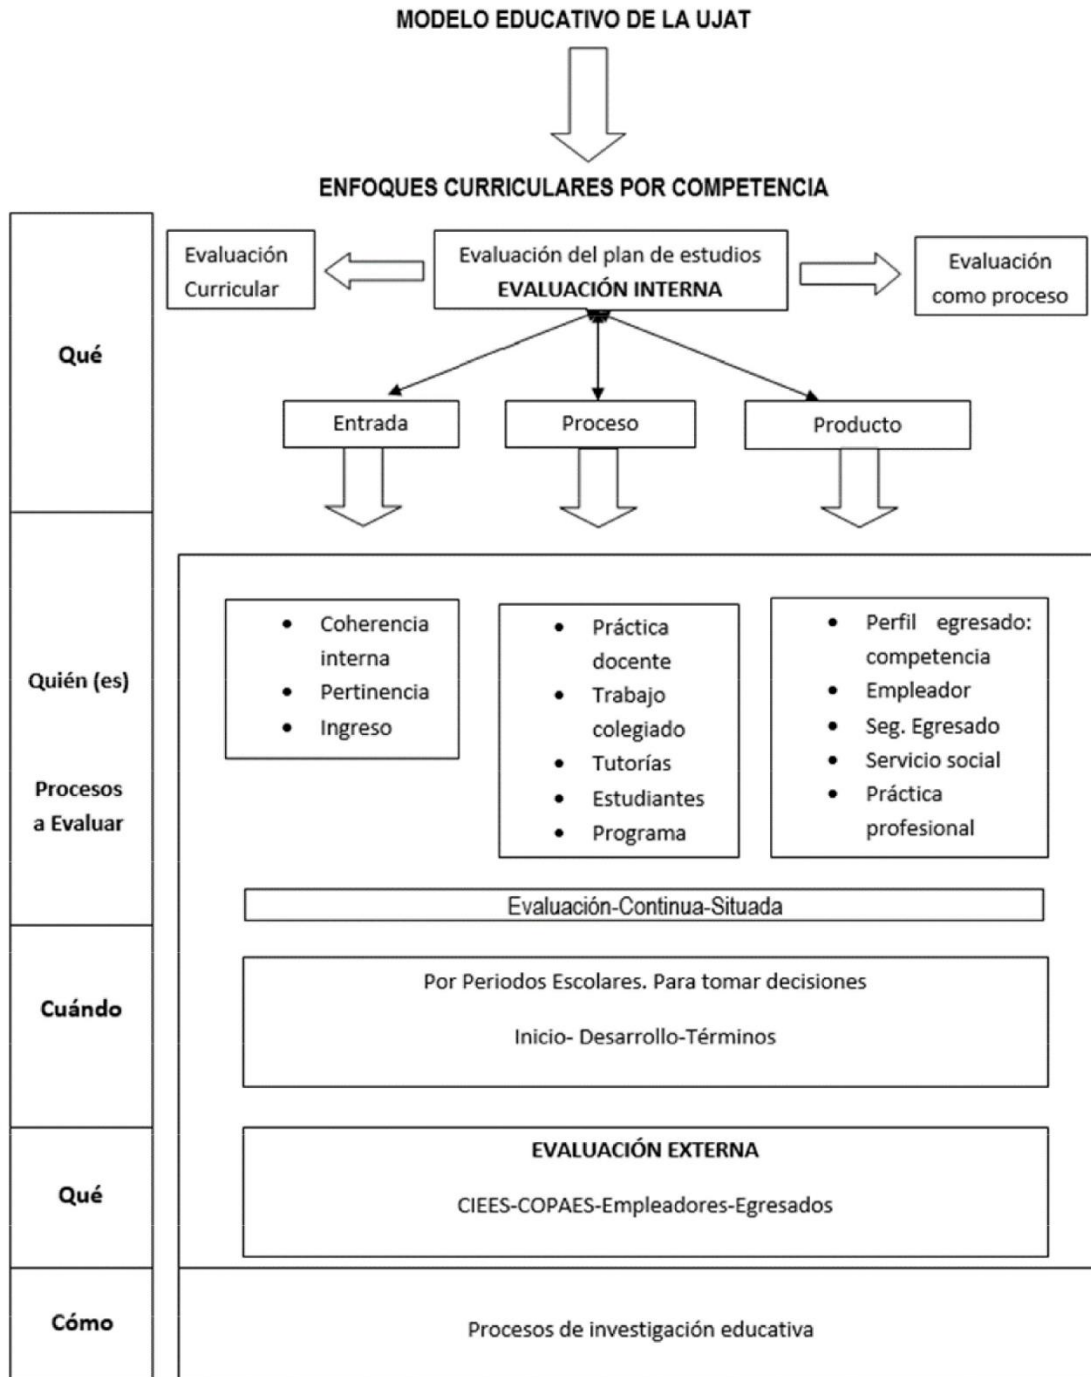 MODELO EDUCATIVO DE LA UJAT
ENFOQUES CURRICULARES POR COMPETENCIA
Qué
Evaluación
Curricular
Evaluación del plan de estudios
EVALUACIÓN INTERNA
Evaluación
como proceso
Entrada
Proceso
Producto
Quién (es)
Procesos
a Evaluar
• Coherencia
interna
• Pertinencia
• Ingreso
• Práctica
docente
• Trabajo
colegiado
• Tutorías
• Estudiantes
• Programa
• Perfil egresado:
competencia
• Empleador
• Seg. Egresado
• Servicio social
• Práctica
profesional
Evaluación-Continua-Situada
Cuándo
Por Periodos Escolares. Para tomar decisiones
Inicio- Desarrollo-Términos
Qué
EVALUACIÓN EXTERNA
CIEES-COPAES-Empleadores-Egresados
Cómo
Procesos de investigación educativa